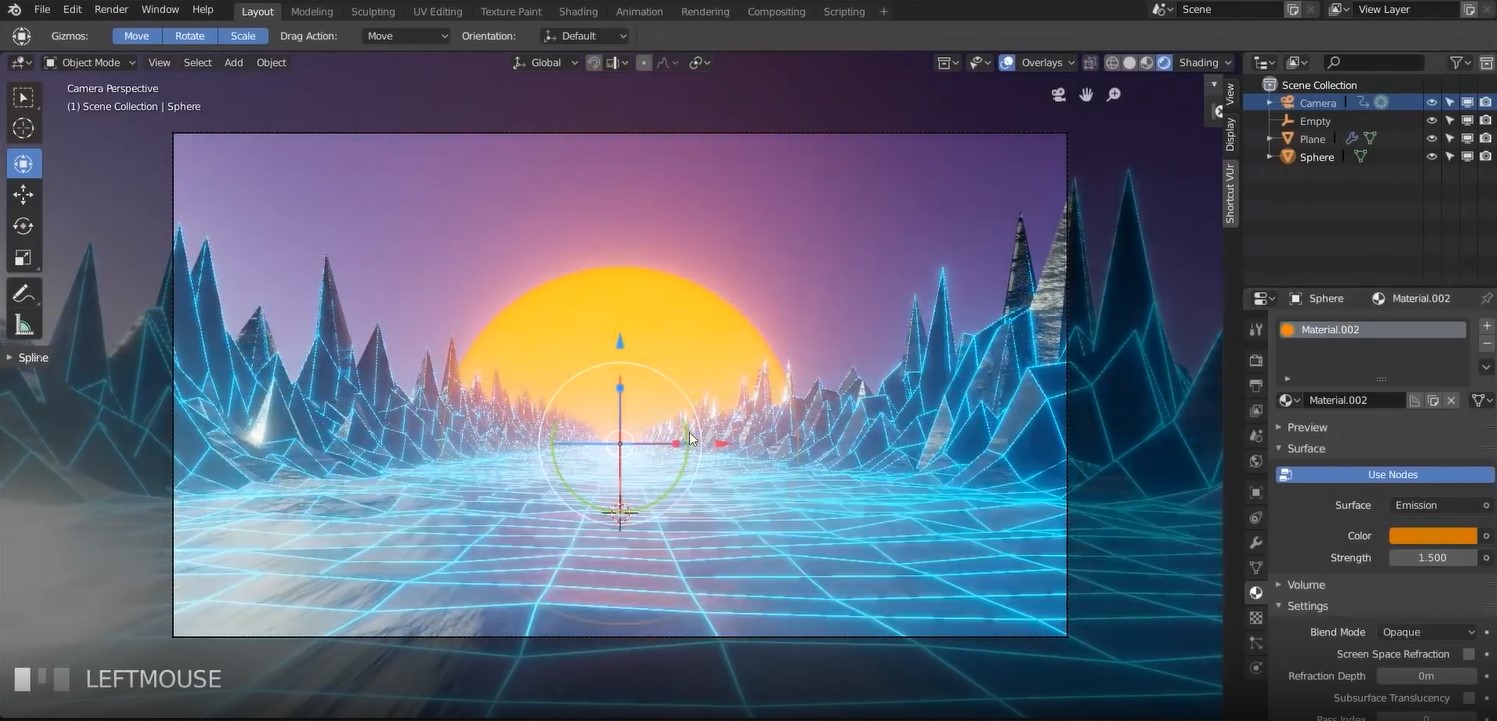 File Edit Render Window Help Layout Modeling Sculpting UV Editing Texture Paint Shading Animation Rendering Compositing Scripting + Scene View Layer
Gizmos: Move Rotate Scale Drag Action: Move Orientation: Default
Object Mode View Select Add Object Global Overlays Shading
Camera Perspective
(1) Scene Collection | Sphere
Spline
LEFTMOUSE
View
Display
Shortcut VUr
Scene Collection
Camera
Empty
Plane
Sphere
Sphere Material.002
Material.002
Material.002
Preview
Surface
Use Nodes
Surface Emission
Color
Strength 1.500
Volume
Settings
Blend Mode Opaque
Screen Space Refraction
Refraction Depth 0m
Subsurface Translucency
Pass Index 0